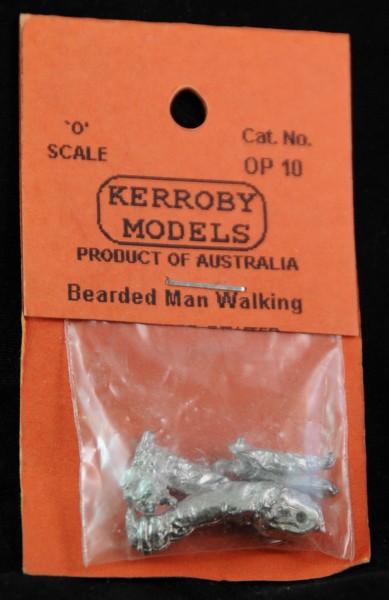 'O'
SCALE
Cat. No.
OP 10
KERROBY
MODELS
PRODUCT OF AUSTRALIA
Bearded Man Walking